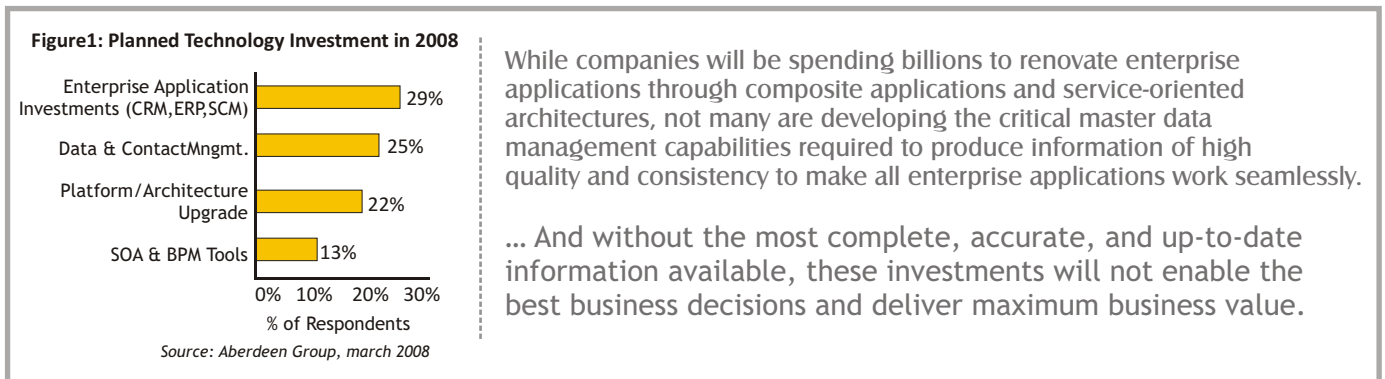 Figure1: Planned Technology Investment in 2008
Enterprise Application
Investments (CRM,ERP,SCM)
29%
Data & ContactMngmt.
25%
Platform/Architecture
Upgrade
22%
SOA & BPM Tools
13%
0% 10% 20% 30%
% of Respondents
Source: Aberdeen Group, march 2008
While companies will be spending billions to renovate enterprise
applications through composite applications and service-oriented
architectures, not many are developing the critical master data
management capabilities required to produce information of high
quality and consistency to make all enterprise applications work seamlessly.
... And without the most complete, accurate, and up-to-date
information available, these investments will not enable the
best business decisions and deliver maximum business value.